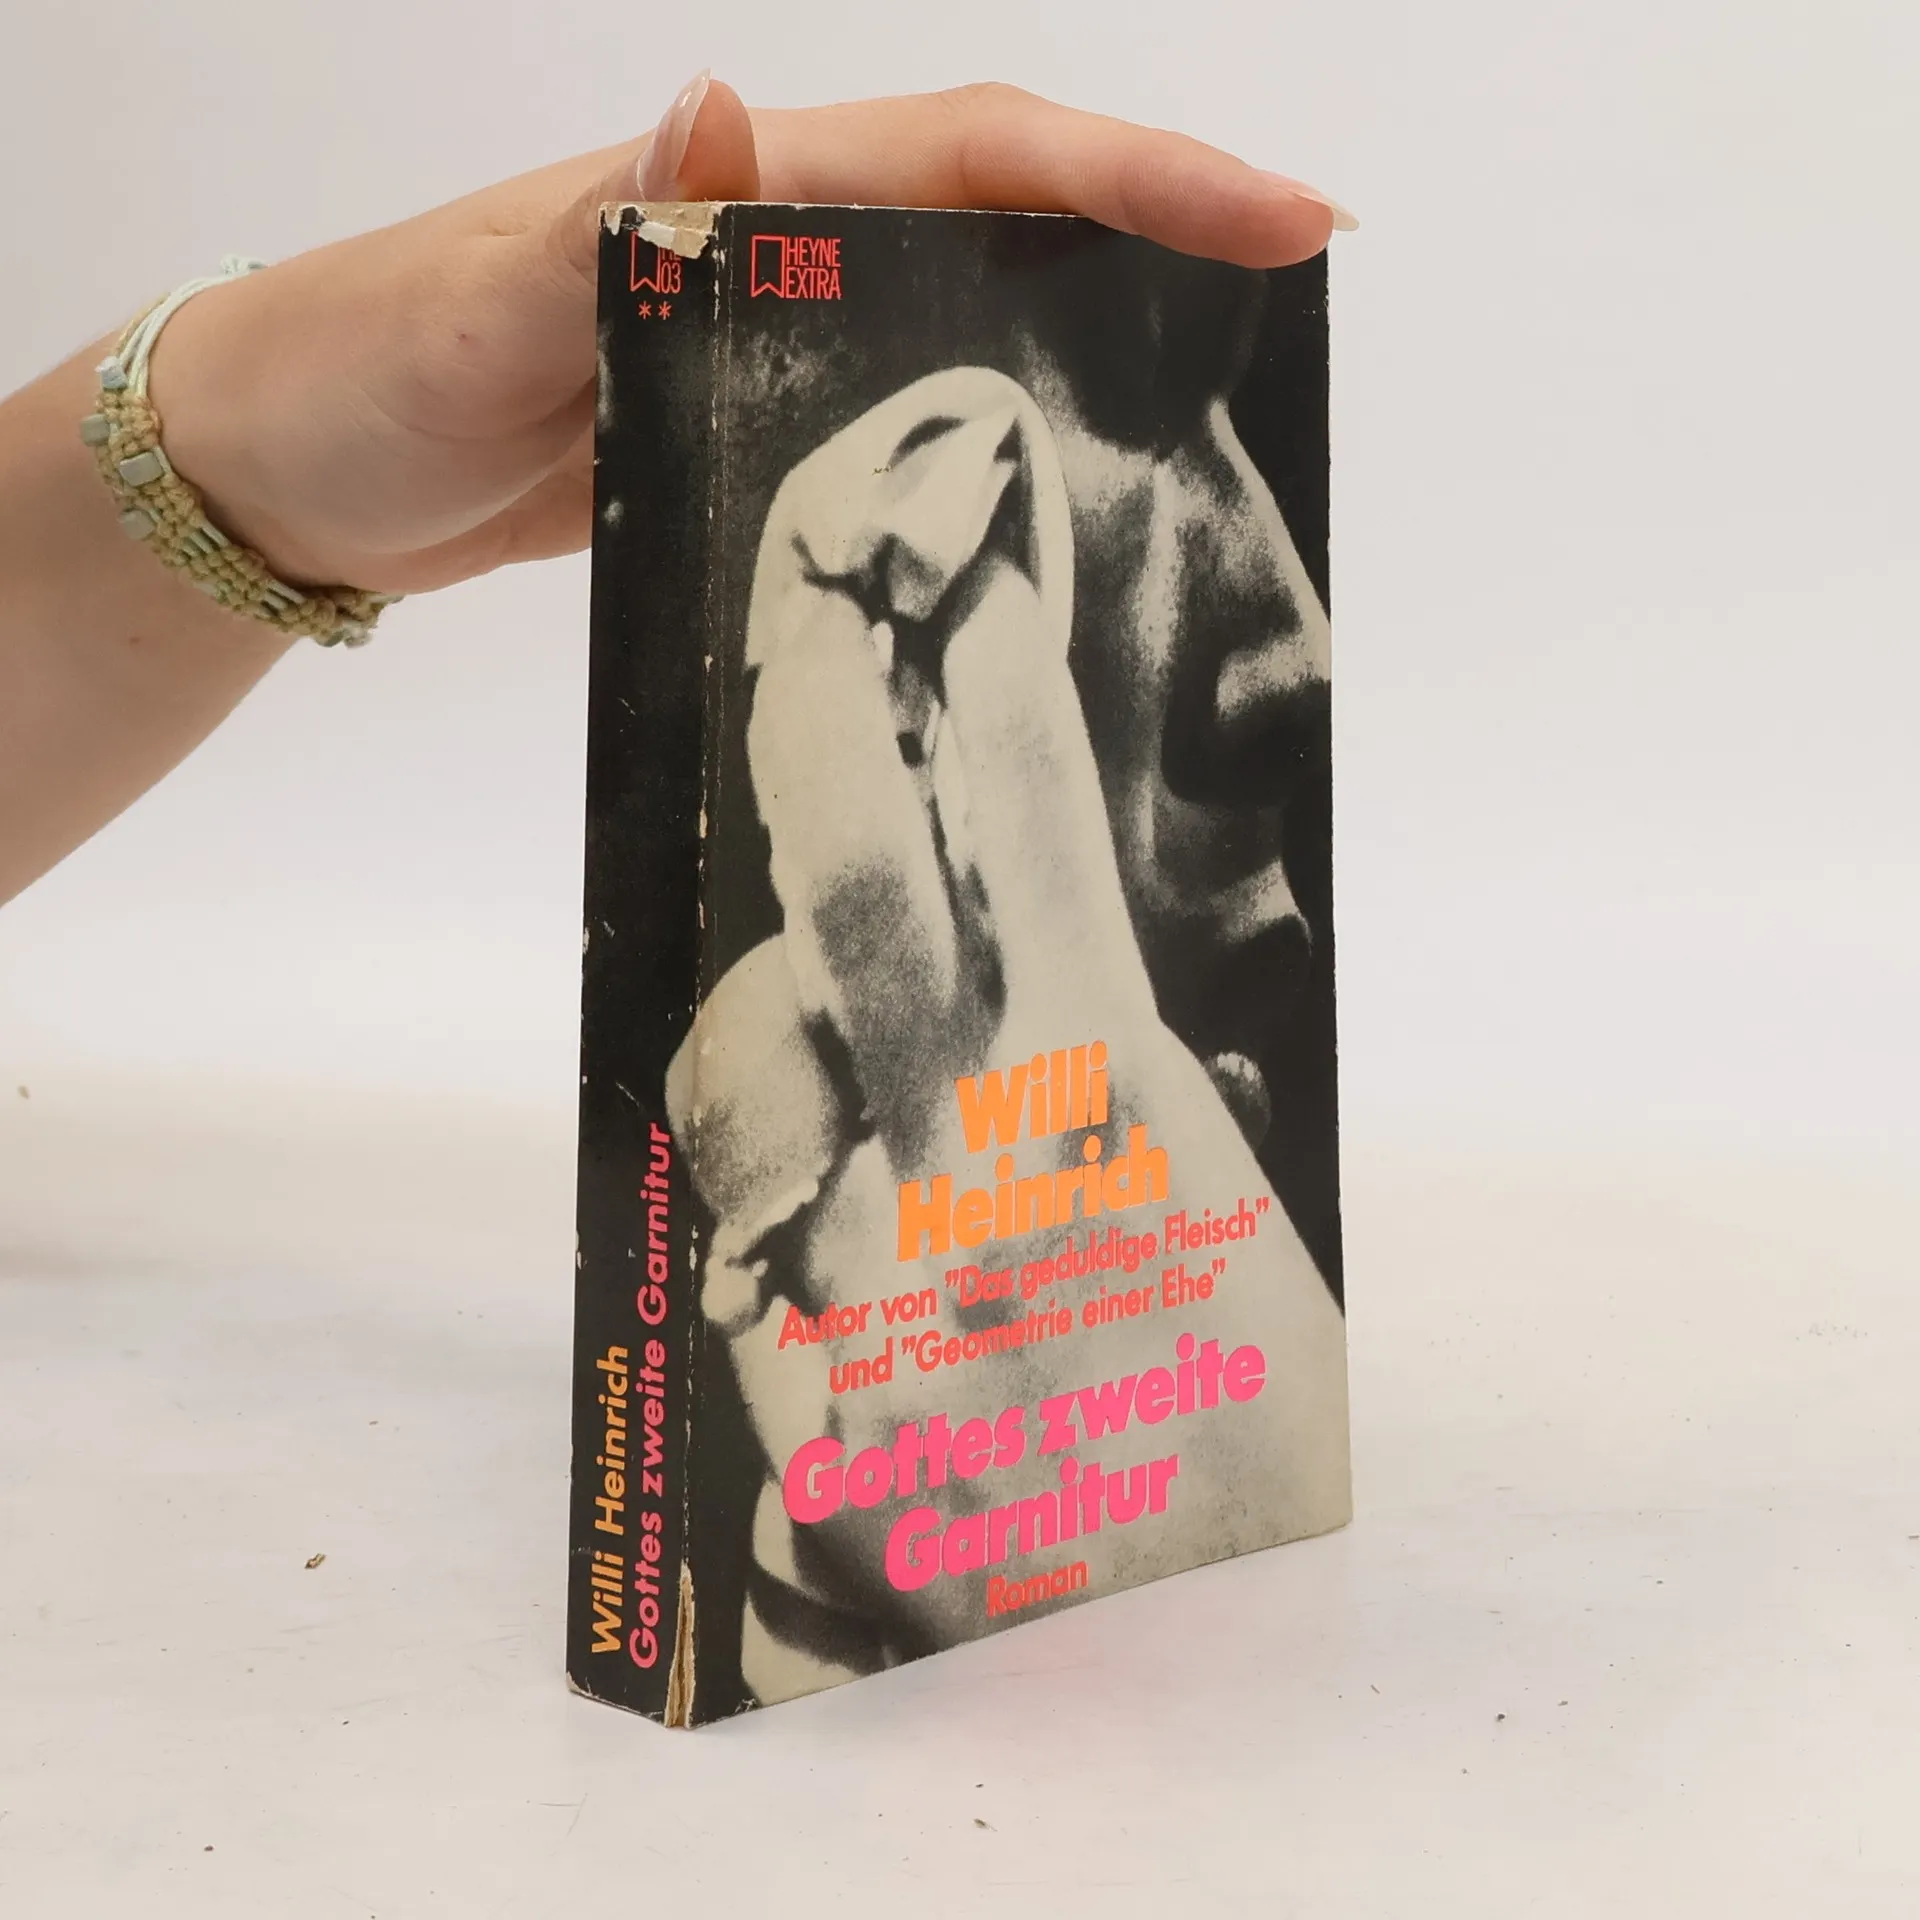 03
**
Willi Heinrich
Gottes zweite Garnitur
HEYNE
EXTRA
Willi
Heinrich
Autor von "Das geduldige Fleisch"
und "Geometrie einer Ehe"
Gottes zweite
Garnitur
Roman